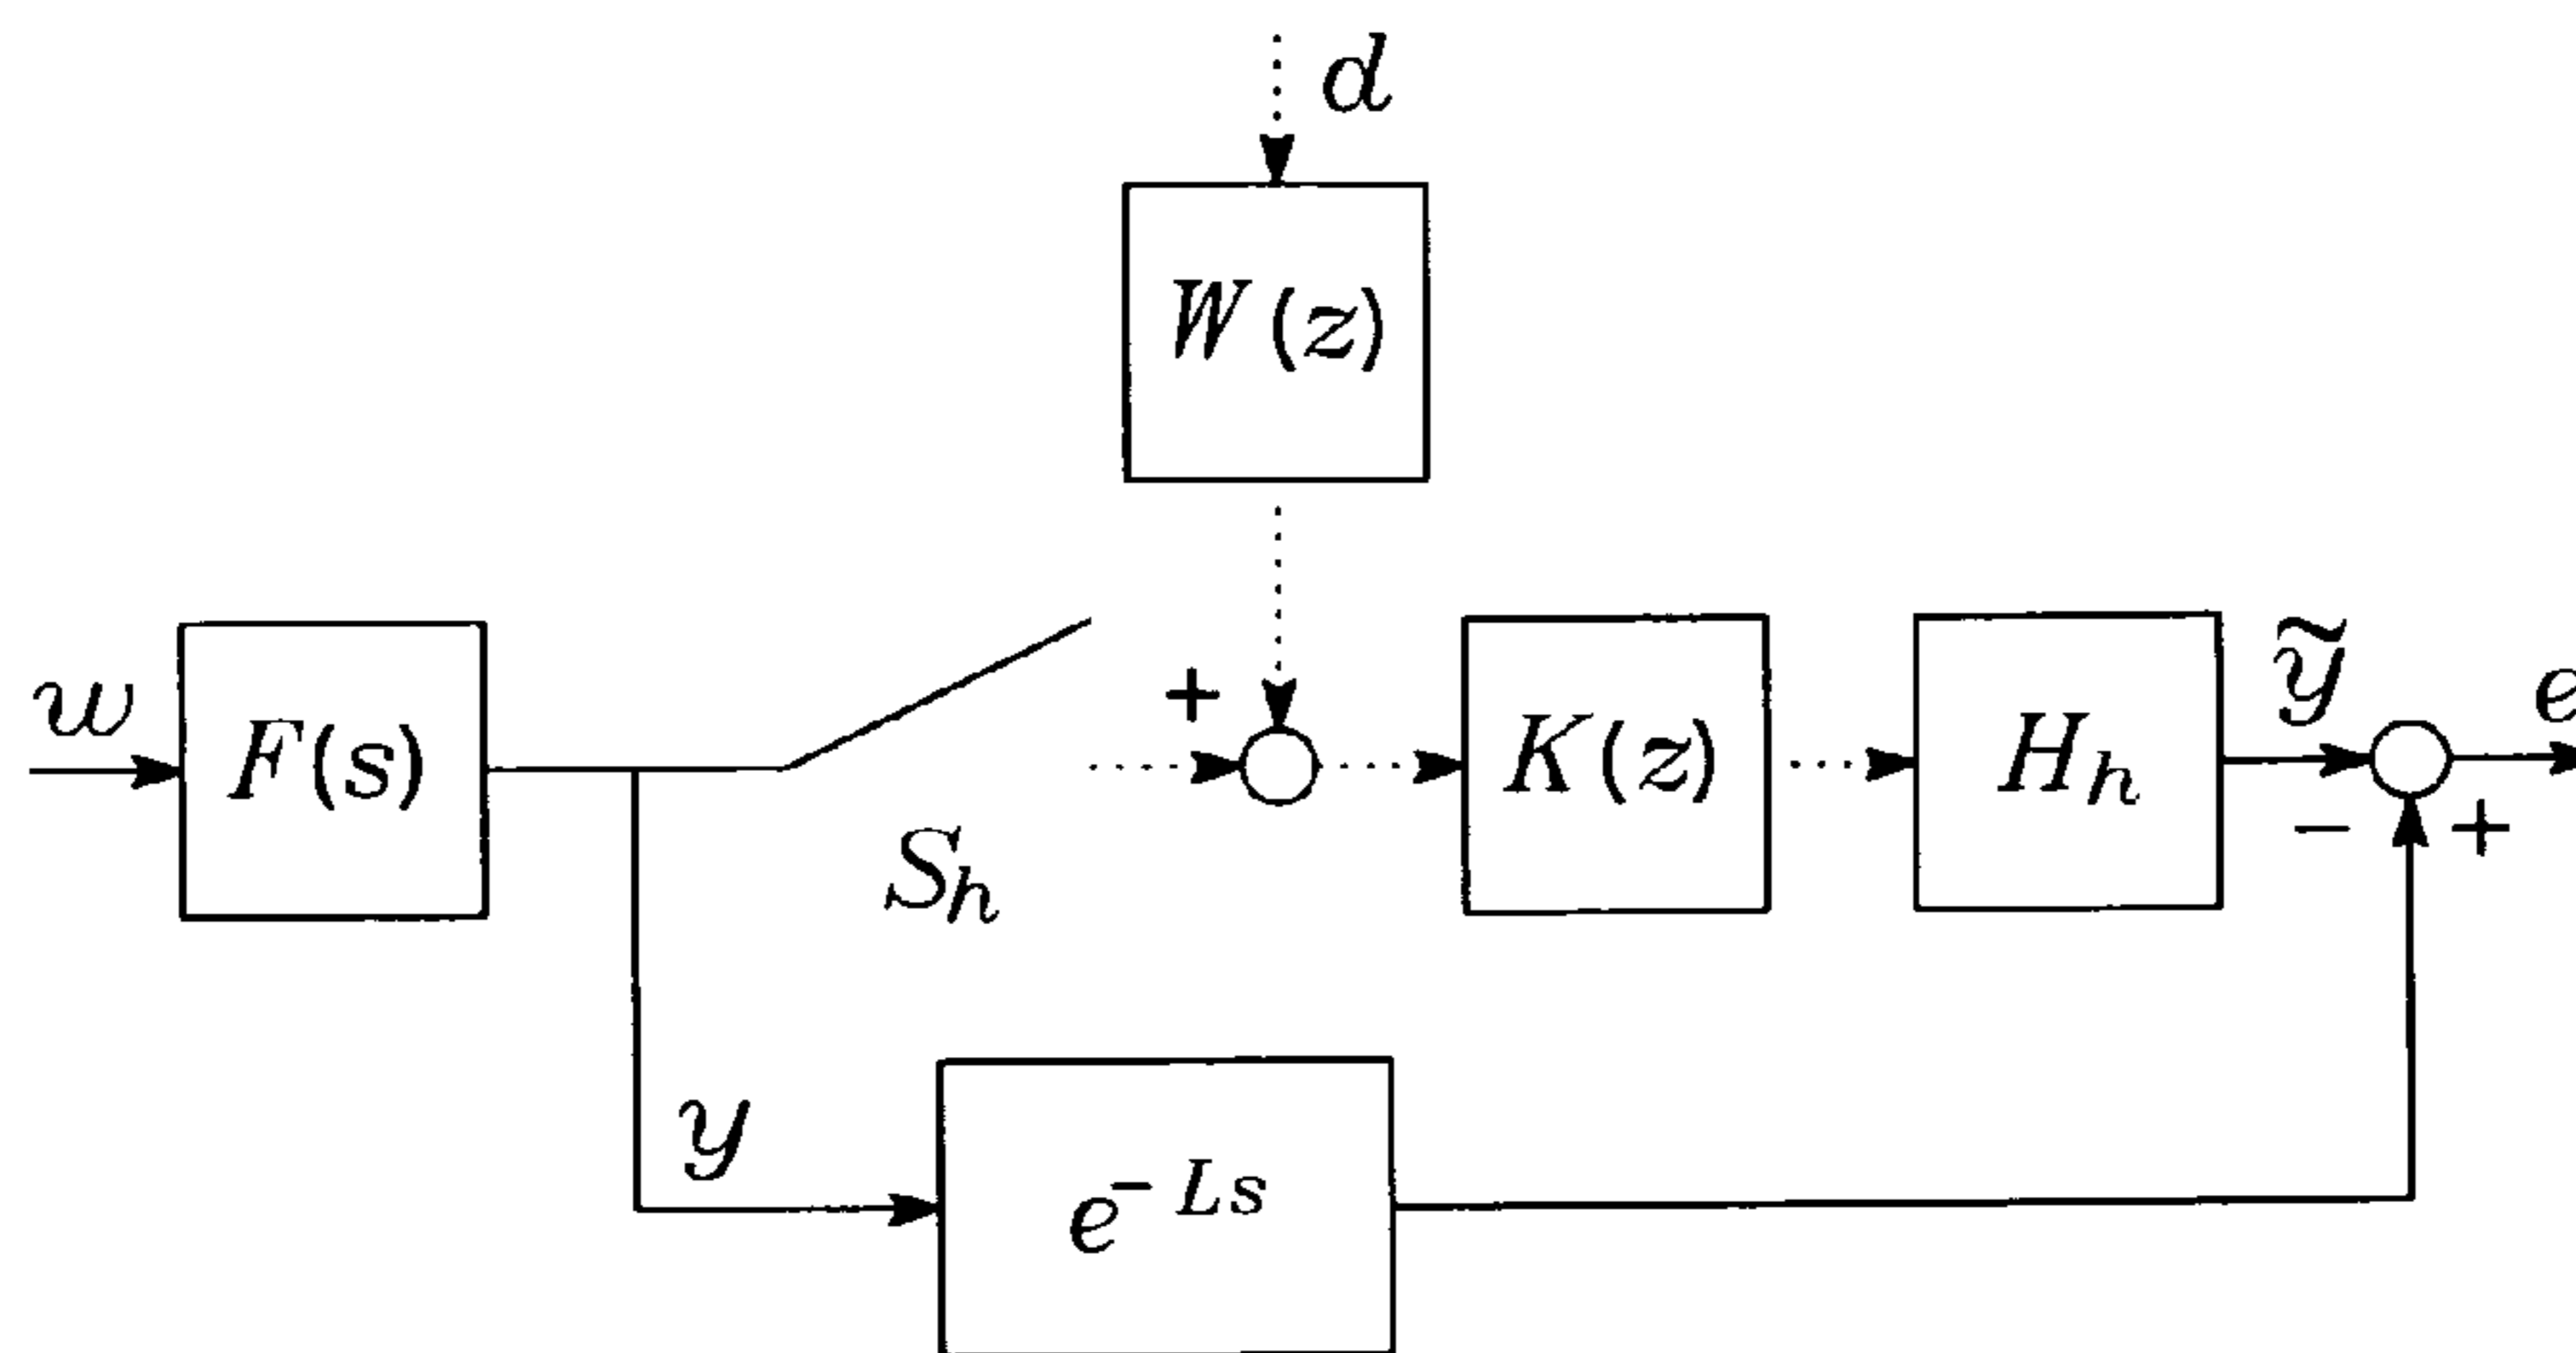 d
W(z)
w
F(s)
S_h
+
K(z)
H_h
ỹ
e
−
+
y
e^{-Ls}